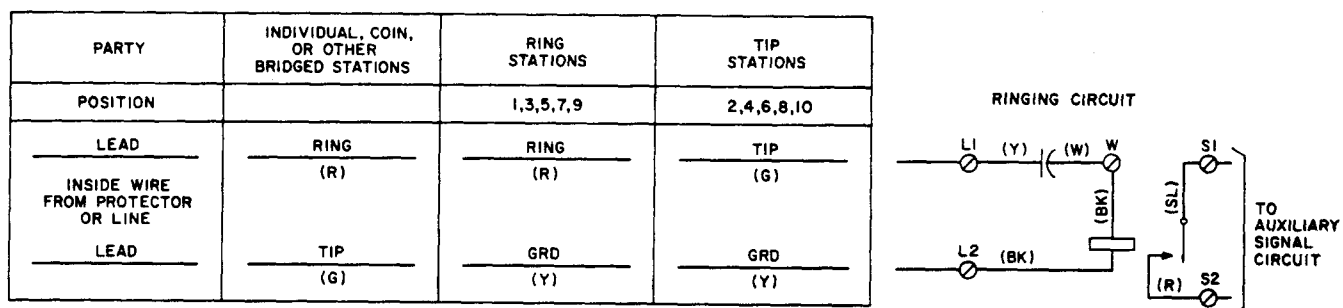 PARTY
INDIVIDUAL, COIN,
OR OTHER
BRIDGED STATIONS
RING
STATIONS
TIP
STATIONS
POSITION
1,3,5,7,9
2,4,6,8,10
LEAD
RING
(R)
RING
(R)
TIP
(G)
INSIDE WIRE
FROM PROTECTOR
OR LINE
LEAD
TIP
(G)
GRD
(Y)
GRD
(Y)
RINGING CIRCUIT
L1
(Y)
(W)
W
S1
(BK)
(SL)
L2
(BK)
(R)
S2
TO
AUXILIARY
SIGNAL
CIRCUIT